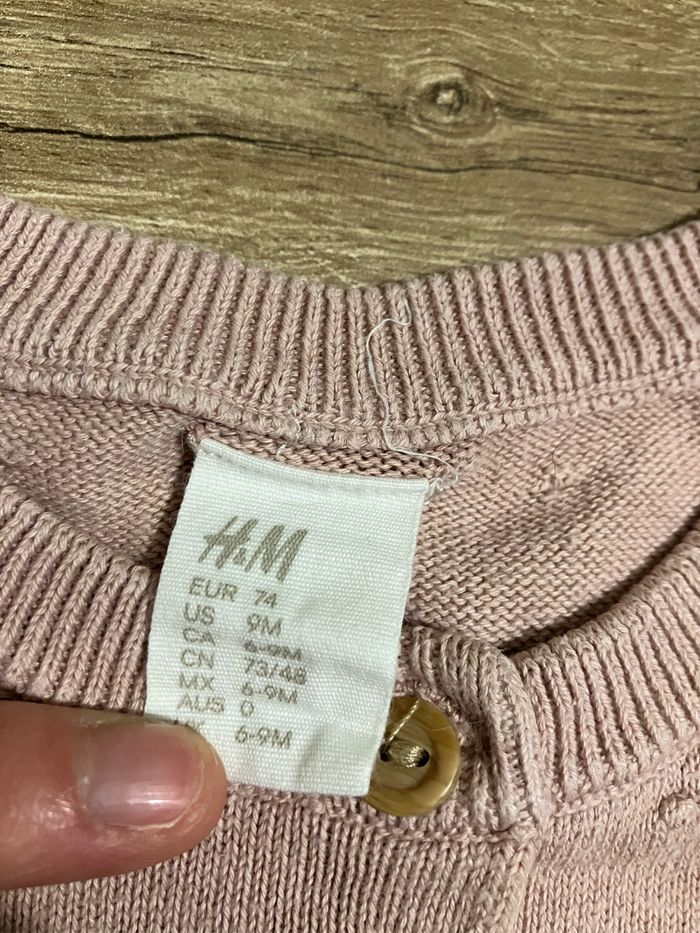 H&M
EUR 74
US 9M
CA 6-9M
CN 73/48
MX 6-9M
AUS 0
6-9M